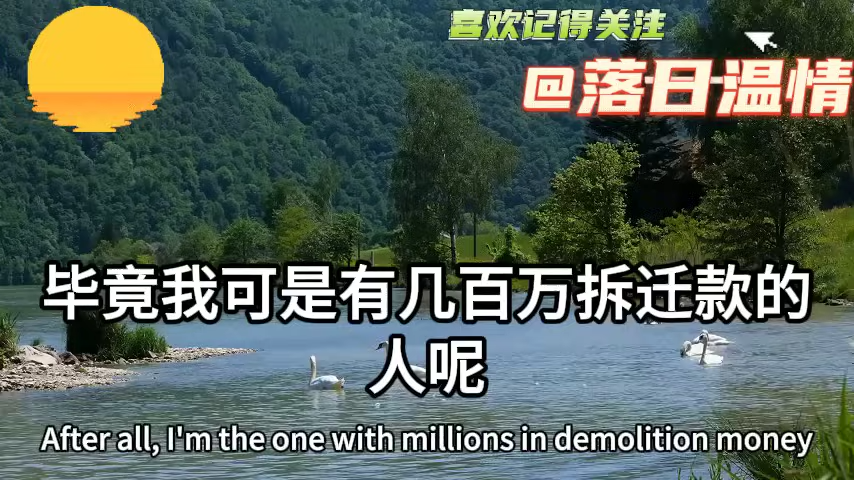 喜欢记得关注
@落日温情
毕竟我可是有几百万拆迁款的
人呢
After all, I'm the one with millions in demolition money